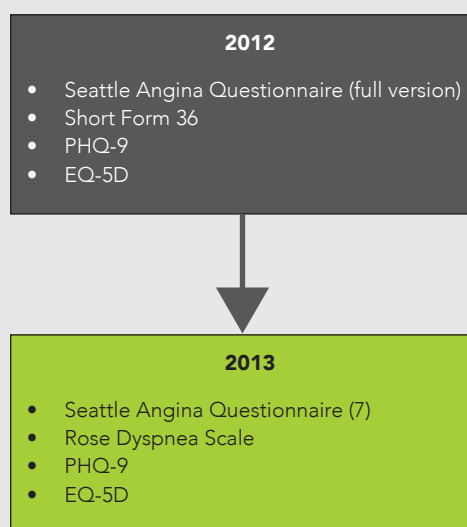 2012
• Seattle Angina Questionnaire (full version)
• Short Form 36
• PHQ-9
• EQ-5D
2013
• Seattle Angina Questionnaire (7)
• Rose Dyspnea Scale
• PHQ-9
• EQ-5D